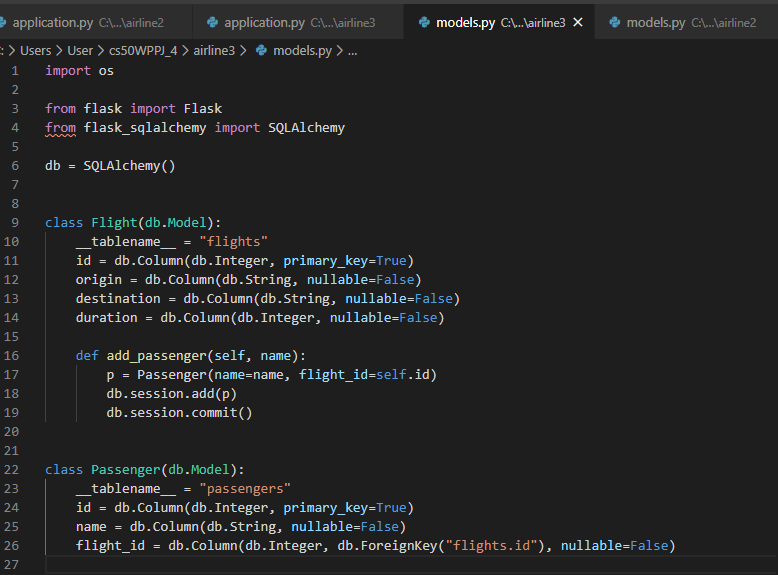 application.py C:\...\airline2 application.py C:\...\airline3 models.py C:\...\airline3 × models.py C:\...\airline2
: > Users > User > cs50WPPJ_4 > airline3 > models.py > ...
1 import os
2
3 from flask import Flask
4 from flask_sqlalchemy import SQLAlchemy
5
6 db = SQLAlchemy()
7
8
9 class Flight(db.Model):
10     __tablename__ = "flights"
11     id = db.Column(db.Integer, primary_key=True)
12     origin = db.Column(db.String, nullable=False)
13     destination = db.Column(db.String, nullable=False)
14     duration = db.Column(db.Integer, nullable=False)
15
16     def add_passenger(self, name):
17         p = Passenger(name=name, flight_id=self.id)
18         db.session.add(p)
19         db.session.commit()
20
21
22 class Passenger(db.Model):
23     __tablename__ = "passengers"
24     id = db.Column(db.Integer, primary_key=True)
25     name = db.Column(db.String, nullable=False)
26     flight_id = db.Column(db.Integer, db.ForeignKey("flights.id"), nullable=False)
27